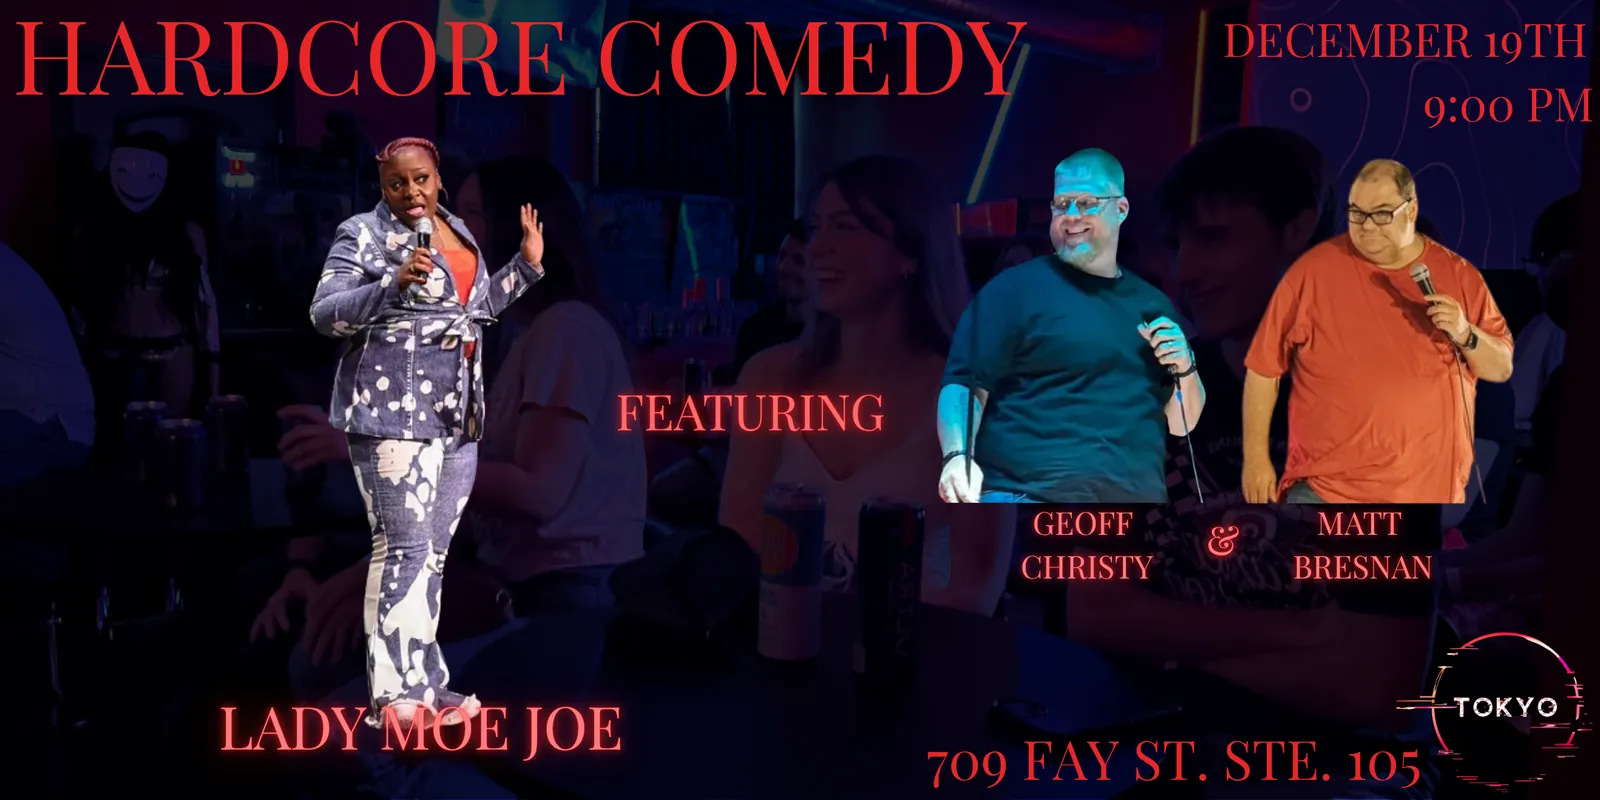 HARDCORE COMEDY
DECEMBER 19TH
9:00 PM
FEATURING
GEOFF
CHRISTY
&
MATT
BRESNAN
LADY MOE JOE
709 FAY ST. STE. 105
TOKYO